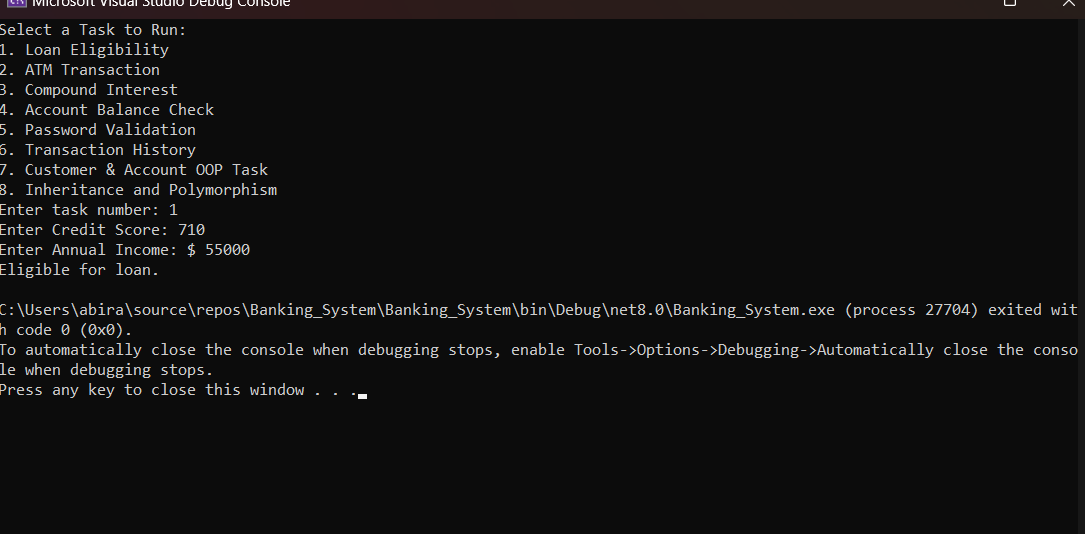 Microsoft Visual Studio Debug Console
Select a Task to Run:
1. Loan Eligibility
2. ATM Transaction
3. Compound Interest
4. Account Balance Check
5. Password Validation
6. Transaction History
7. Customer & Account OOP Task
8. Inheritance and Polymorphism
Enter task number: 1
Enter Credit Score: 710
Enter Annual Income: $ 55000
Eligible for loan.
C:\Users\abira\source\repos\Banking_System\Banking_System\bin\Debug\net8.0\Banking_System.exe (process 27704) exited wit
h code 0 (0x0).
To automatically close the console when debugging stops, enable Tools->Options->Debugging->Automatically close the conso
le when debugging stops.
Press any key to close this window . . .